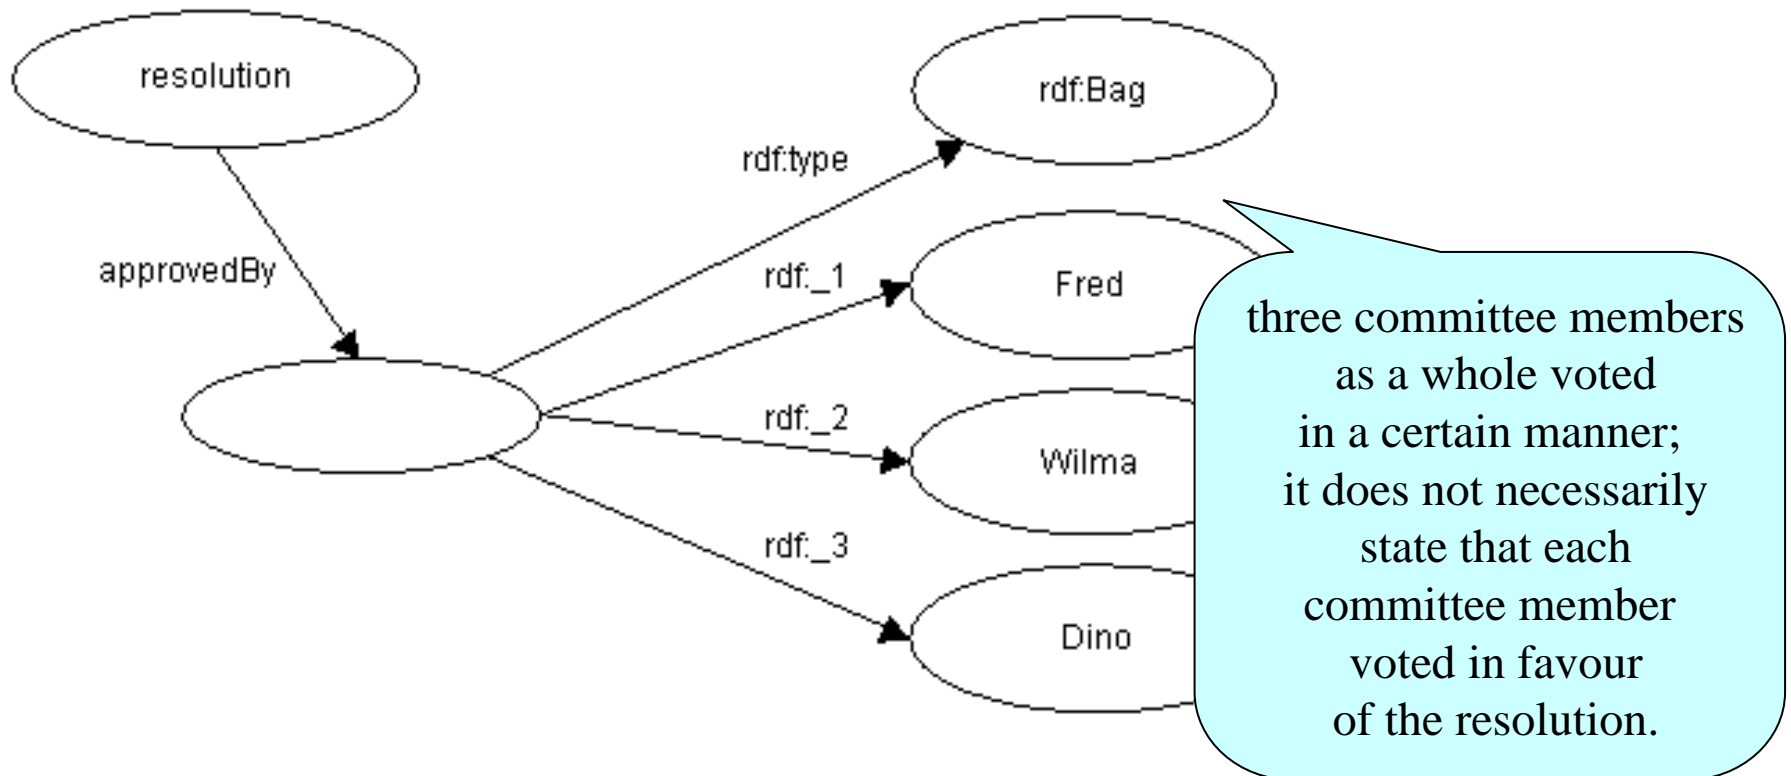 resolution
rdf:Bag
rdf:type
approvedBy
rdf:_1
Fred
rdf:_2
Wilma
rdf:_3
Dino
three committee members
as a whole voted
in a certain manner;
it does not necessarily
state that each
committee member
voted in favour
of the resolution.